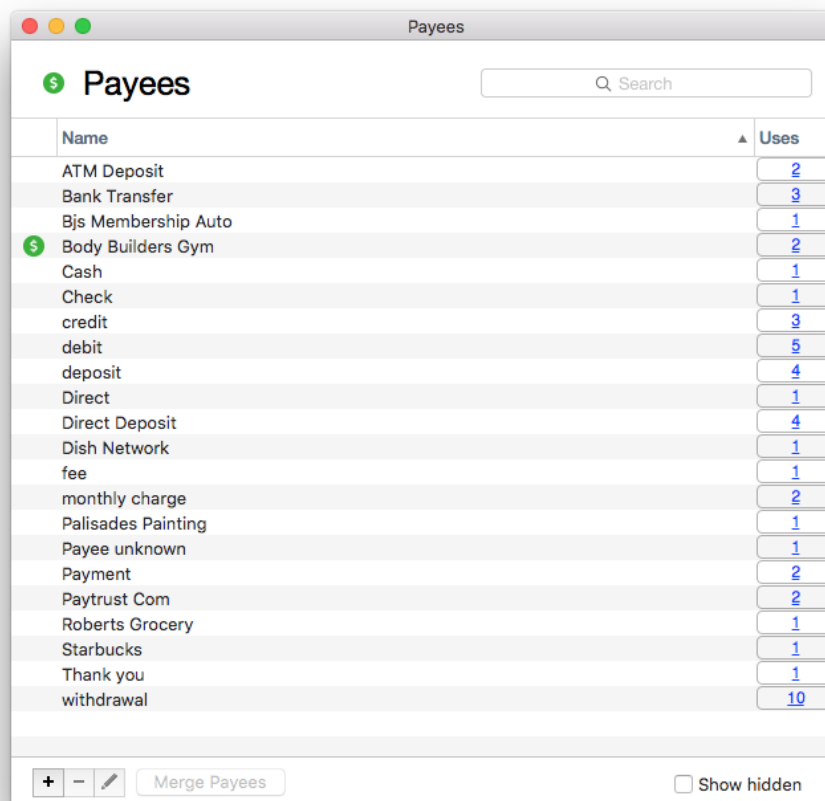 Payees
$ Payees
Search
Name ▲ Uses
ATM Deposit 2
Bank Transfer 3
Bjs Membership Auto 1
$ Body Builders Gym 2
Cash 1
Check 1
credit 3
debit 5
deposit 4
Direct 1
Direct Deposit 4
Dish Network 1
fee 1
monthly charge 2
Palisades Painting 1
Payee unknown 1
Payment 2
Paytrust Com 2
Roberts Grocery 1
Starbucks 1
Thank you 1
withdrawal 10
+ − Merge Payees Show hidden